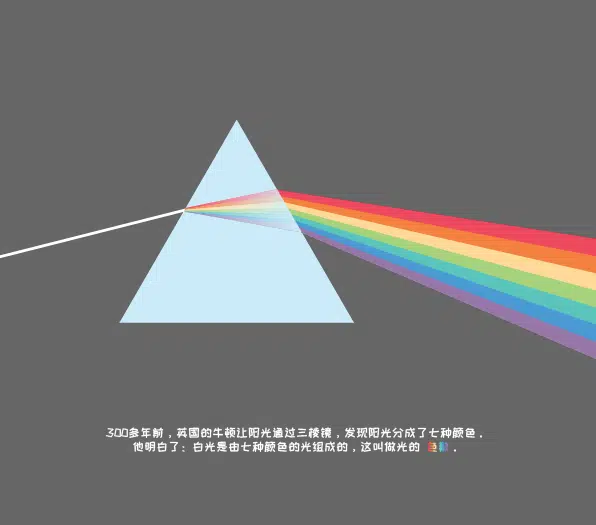 300多年前，英国的牛顿让阳光通过三棱镜，发现阳光分成了七种颜色。
他明白了：白光是由七种颜色的光组成的，这叫做光的 色散 。